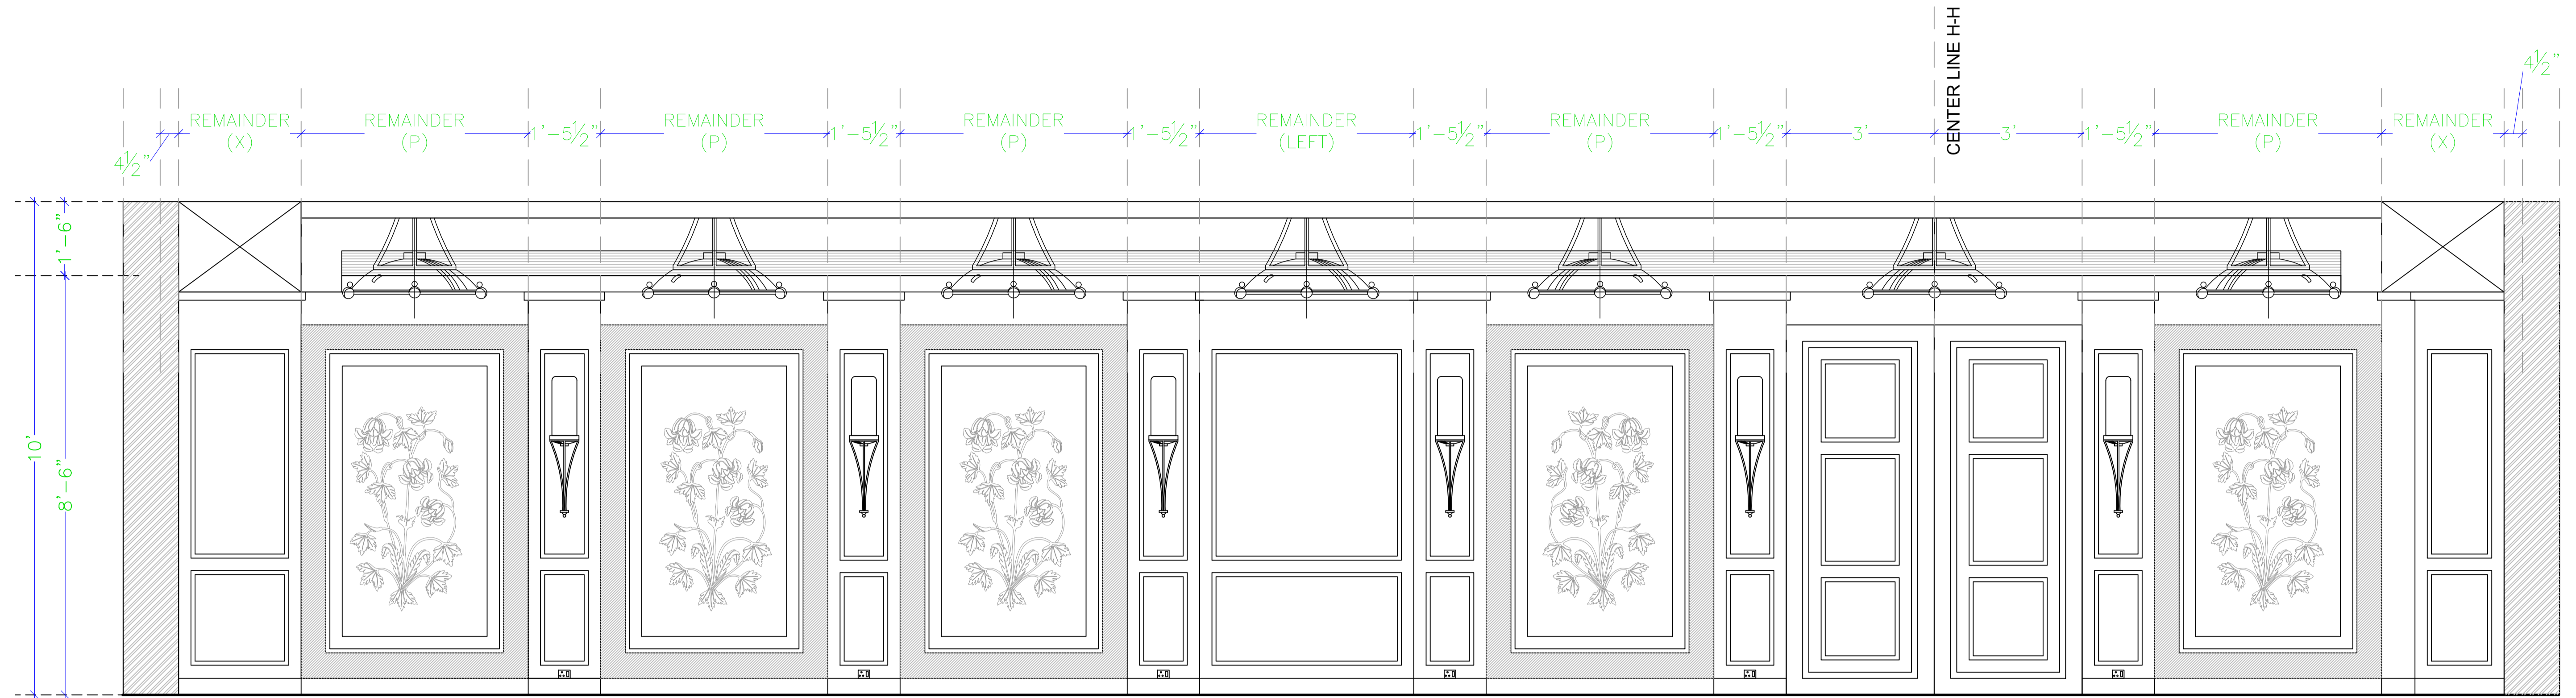 CENTER LINE H-H
4½"
4½"
REMAINDER
(X)
REMAINDER
(P)
1'-5½"
REMAINDER
(P)
1'-5½"
REMAINDER
(P)
1'-5½"
REMAINDER
(LEFT)
1'-5½"
REMAINDER
(P)
1'-5½"
3'
3'
1'-5½"
REMAINDER
(P)
REMAINDER
(X)
1'-6"
10'
8'-6"